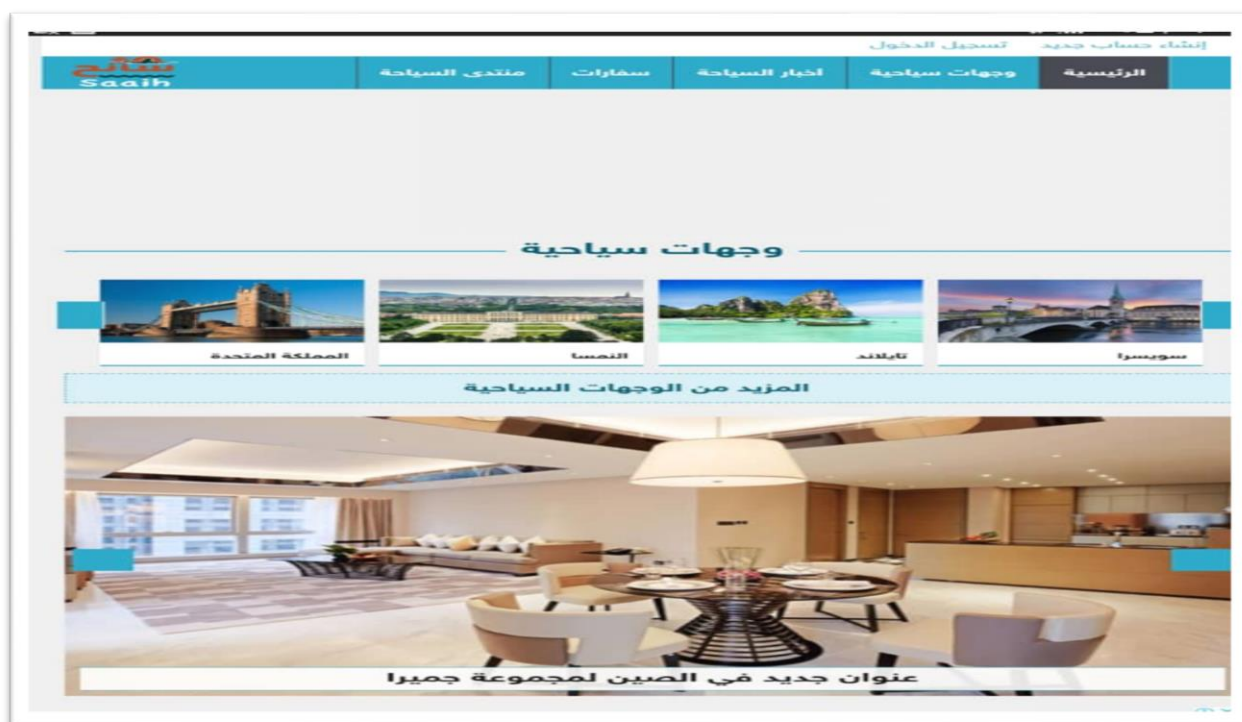 إنشاء حساب جديد تسجيل الدخول
الرئيسية وجهات سياحية اخبار السياحة سفارات منتدى السياحة سائح
Saaih
وجهات سياحية
سويسرا تايلاند النمسا المملكة المتحدة
المزيد من الوجهات السياحية
عنوان جديد في الصين لمجموعة جميرا